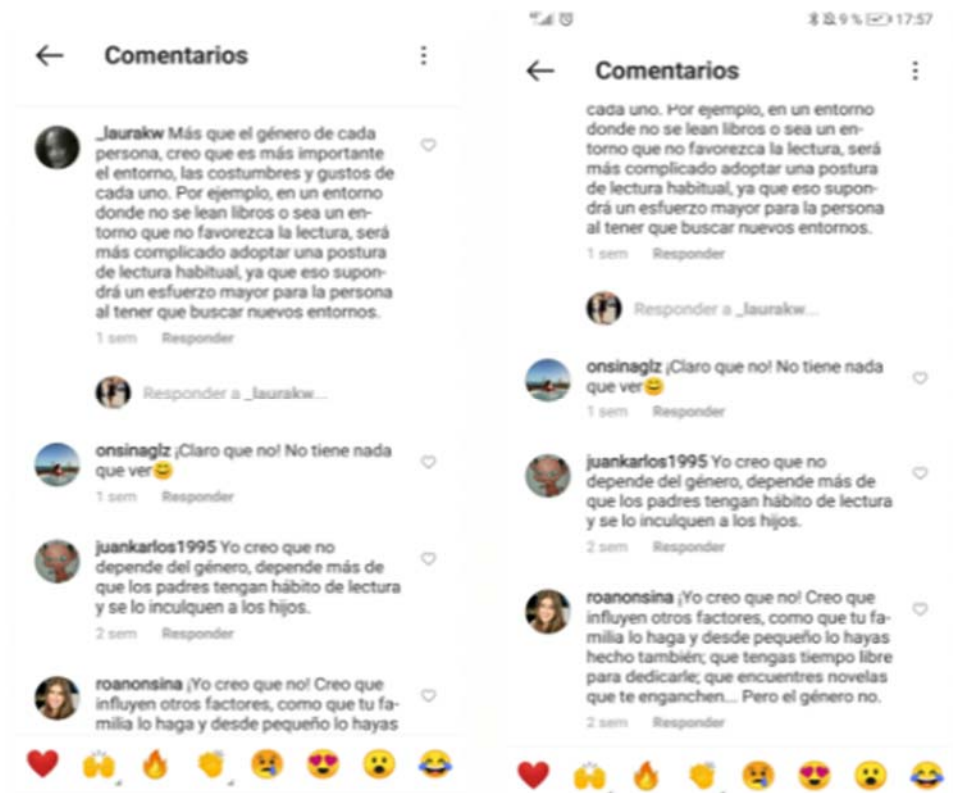 Comentarios
_laurakw Más que el género de cada
persona, creo que es más importante
el entorno, las costumbres y gustos de
cada uno. Por ejemplo, en un entorno
donde no se lean libros o sea un en-
torno que no favorezca la lectura, será
más complicado adoptar una postura
de lectura habitual, ya que eso supon-
drá un esfuerzo mayor para la persona
al tener que buscar nuevos entornos.
1 sem Responder
Responder a _laurakw...
onsinaglz ¡Claro que no! No tiene nada
que ver😄
1 sem Responder
juankarlos1995 Yo creo que no
depende del género, depende más de
que los padres tengan hábito de lectura
y se lo inculquen a los hijos.
2 sem Responder
roanonsina ¡Yo creo que no! Creo que
influyen otros factores, como que tu fa-
milia lo haga y desde pequeño lo hayas
9 % 17:57
Comentarios
cada uno. Por ejemplo, en un entorno
donde no se lean libros o sea un en-
torno que no favorezca la lectura, será
más complicado adoptar una postura
de lectura habitual, ya que eso supon-
drá un esfuerzo mayor para la persona
al tener que buscar nuevos entornos.
1 sem Responder
Responder a _laurakw...
onsinaglz ¡Claro que no! No tiene nada
que ver😄
1 sem Responder
juankarlos1995 Yo creo que no
depende del género, depende más de
que los padres tengan hábito de lectura
y se lo inculquen a los hijos.
2 sem Responder
roanonsina ¡Yo creo que no! Creo que
influyen otros factores, como que tu fa-
milia lo haga y desde pequeño lo hayas
hecho también; que tengas tiempo libre
para dedicarle; que encuentres novelas
que te enganchen... Pero el género no.
2 sem Responder